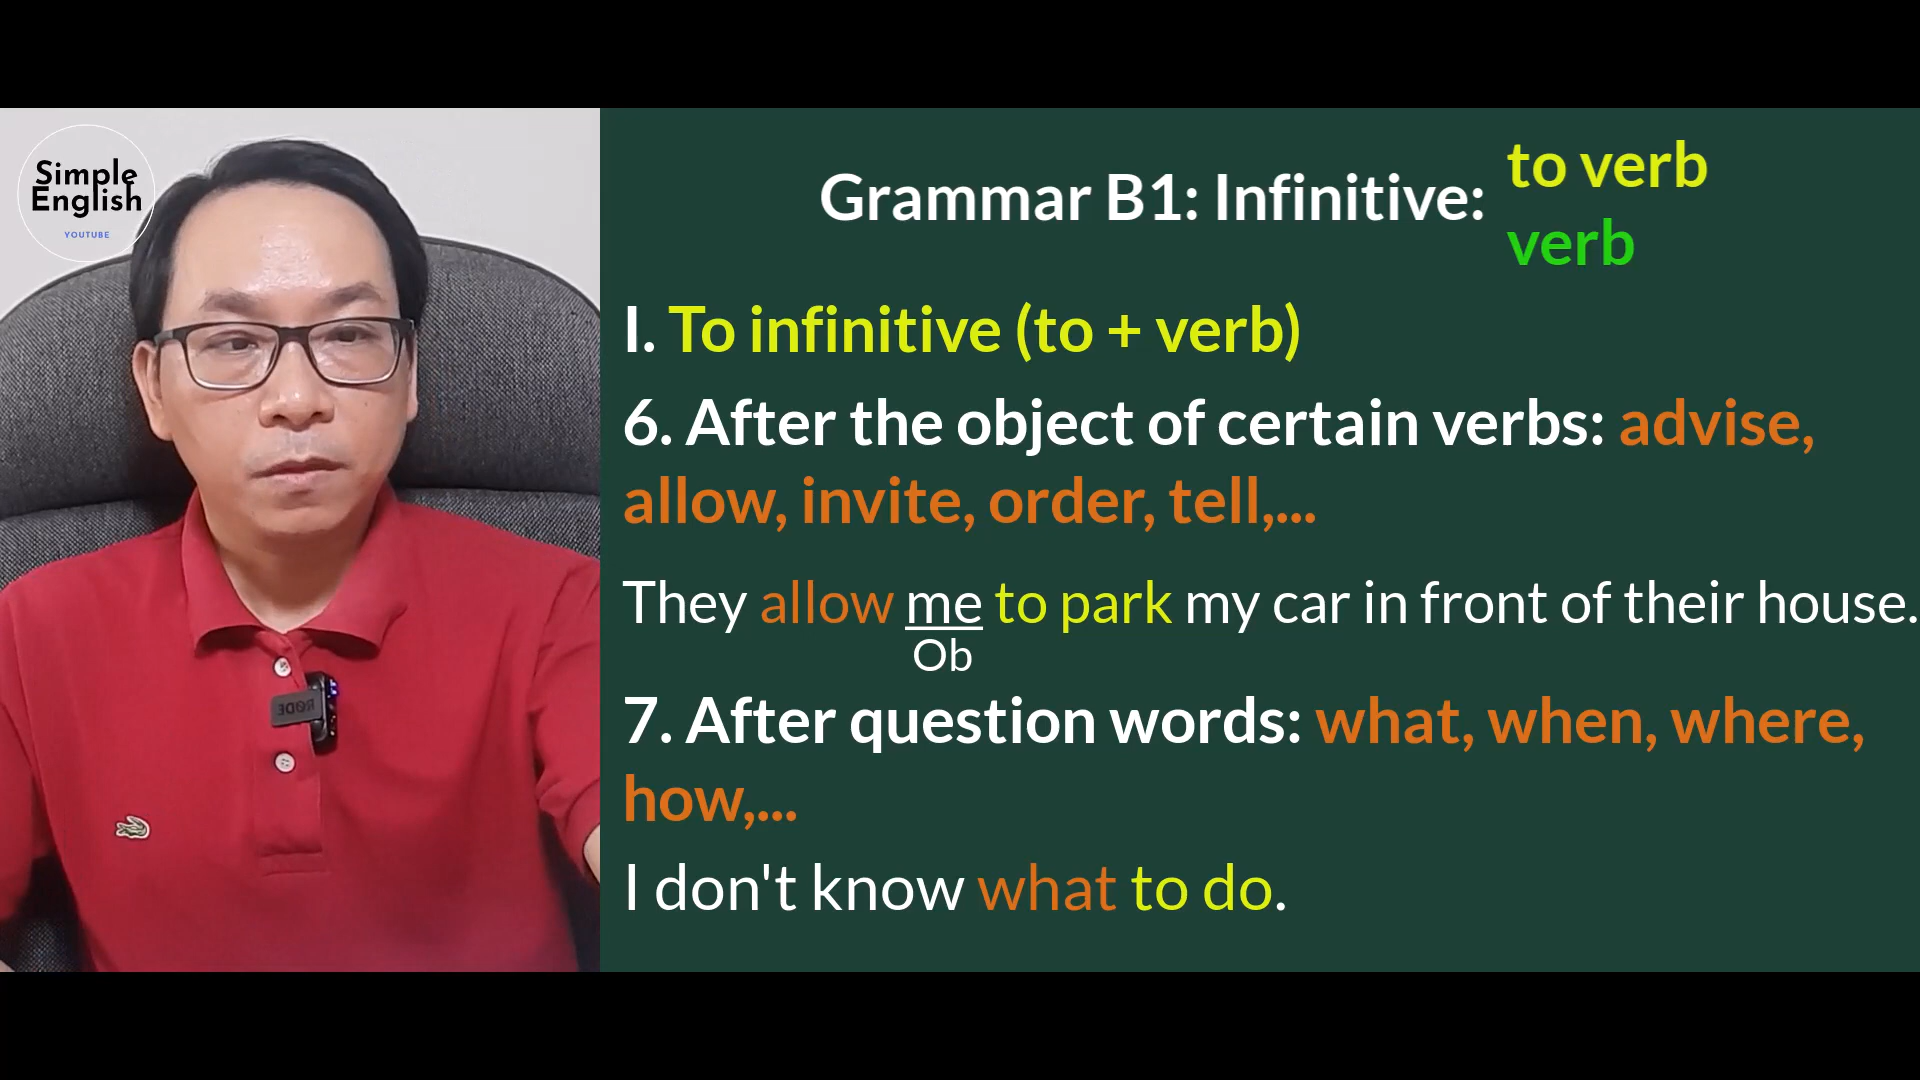 Simple
English
YOUTUBE
Grammar B1: Infinitive:
to verb
verb
I. To infinitive (to + verb)
6. After the object of certain verbs: advise,
allow, invite, order, tell,...
They allow me to park my car in front of their house.
Ob
7. After question words: what, when, where,
how,...
I don't know what to do.
RØDE